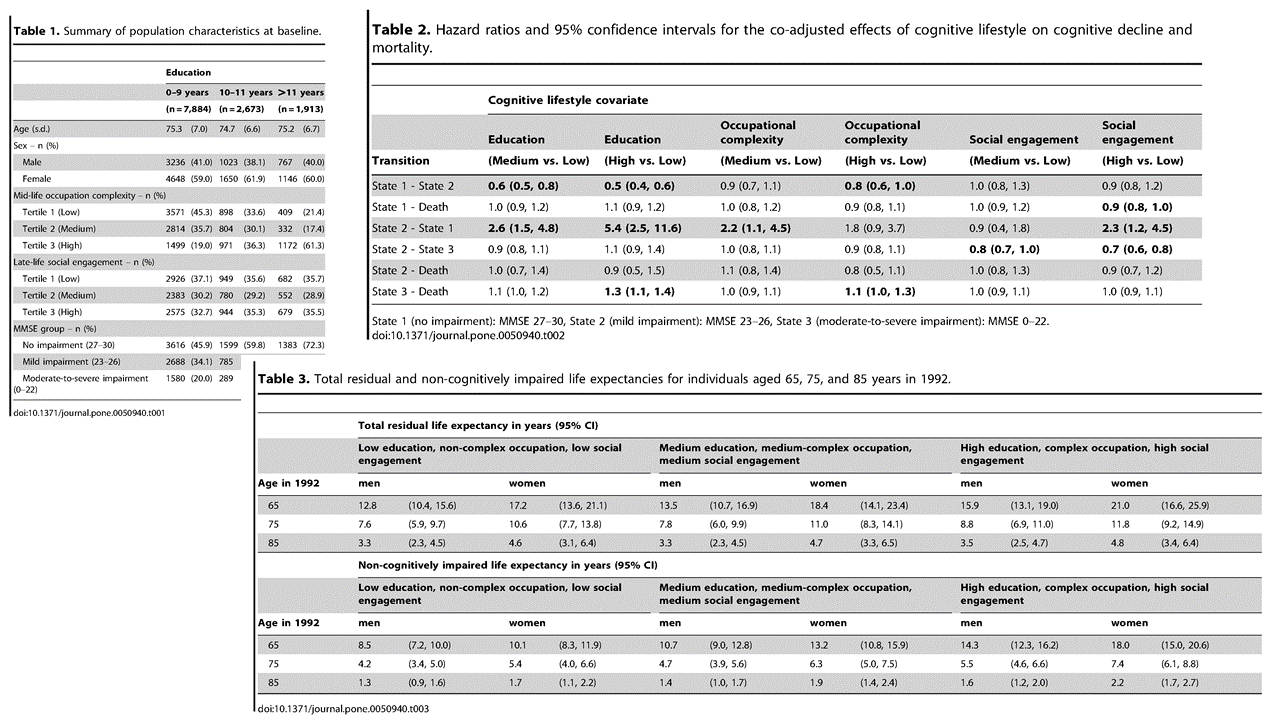 Table 1. Summary of population characteristics at baseline.
Education
0–9 years 10–11 years >11 years
(n = 7,884) (n = 2,673) (n = 1,913)
Age (s.d.) 75.3 (7.0) 74.7 (6.6) 75.2 (6.7)
Sex – n (%)
Male 3236 (41.0) 1023 (38.1) 767 (40.0)
Female 4648 (59.0) 1650 (61.9) 1146 (60.0)
Mid-life occupation complexity – n (%)
Tertile 1 (Low) 3571 (45.3) 898 (33.6) 409 (21.4)
Tertile 2 (Medium) 2814 (35.7) 804 (30.1) 332 (17.4)
Tertile 3 (High) 1499 (19.0) 971 (36.3) 1172 (61.3)
Late-life social engagement – n (%)
Tertile 1 (Low) 2926 (37.1) 949 (35.6) 682 (35.7)
Tertile 2 (Medium) 2383 (30.2) 780 (29.2) 552 (28.9)
Tertile 3 (High) 2575 (32.7) 944 (35.3) 679 (35.5)
MMSE group – n (%)
No impairment (27–30) 3616 (45.9) 1599 (59.8) 1383 (72.3)
Mild impairment (23–26) 2688 (34.1) 785
Moderate-to-severe impairment 1580 (20.0) 289
(0–22)
doi:10.1371/journal.pone.0050940.t001
Table 2. Hazard ratios and 95% confidence intervals for the co-adjusted effects of cognitive lifestyle on cognitive decline and
mortality.
Cognitive lifestyle covariate
Occupational Occupational Social
Education Education complexity complexity Social engagement engagement
Transition (Medium vs. Low) (High vs. Low) (Medium vs. Low) (High vs. Low) (Medium vs. Low) (High vs. Low)
State 1 - State 2 0.6 (0.5, 0.8) 0.5 (0.4, 0.6) 0.9 (0.7, 1.1) 0.8 (0.6, 1.0) 1.0 (0.8, 1.3) 0.9 (0.8, 1.2)
State 1 - Death 1.0 (0.9, 1.2) 1.1 (0.9, 1.2) 1.0 (0.8, 1.2) 0.9 (0.8, 1.1) 1.0 (0.9, 1.2) 0.9 (0.8, 1.0)
State 2 - State 1 2.6 (1.5, 4.8) 5.4 (2.5, 11.6) 2.2 (1.1, 4.5) 1.8 (0.9, 3.7) 0.9 (0.4, 1.8) 2.3 (1.2, 4.5)
State 2 - State 3 0.9 (0.8, 1.1) 1.1 (0.9, 1.4) 1.0 (0.8, 1.1) 0.9 (0.8, 1.1) 0.8 (0.7, 1.0) 0.7 (0.6, 0.8)
State 2 - Death 1.0 (0.7, 1.4) 0.9 (0.5, 1.5) 1.1 (0.8, 1.4) 0.8 (0.5, 1.1) 1.0 (0.8, 1.3) 0.9 (0.7, 1.2)
State 3 - Death 1.1 (1.0, 1.2) 1.3 (1.1, 1.4) 1.0 (0.9, 1.1) 1.1 (1.0, 1.3) 1.0 (0.9, 1.1) 1.0 (0.9, 1.1)
State 1 (no impairment): MMSE 27–30, State 2 (mild impairment): MMSE 23–26, State 3 (moderate-to-severe impairment): MMSE 0–22.
doi:10.1371/journal.pone.0050940.t002
Table 3. Total residual and non-cognitively impaired life expectancies for individuals aged 65, 75, and 85 years in 1992.
Total residual life expectancy in years (95% CI)
Low education, non-complex occupation, low social Medium education, medium-complex occupation, High education, complex occupation, high social
engagement medium social engagement engagement
Age in 1992 men women men women men women
65 12.8 (10.4, 15.6) 17.2 (13.6, 21.1) 13.5 (10.7, 16.9) 18.4 (14.1, 23.4) 15.9 (13.1, 19.0) 21.0 (16.6, 25.9)
75 7.6 (5.9, 9.7) 10.6 (7.7, 13.8) 7.8 (6.0, 9.9) 11.0 (8.3, 14.1) 8.8 (6.9, 11.0) 11.8 (9.2, 14.9)
85 3.3 (2.3, 4.5) 4.6 (3.1, 6.4) 3.3 (2.3, 4.5) 4.7 (3.3, 6.5) 3.5 (2.5, 4.7) 4.8 (3.4, 6.4)
Non-cognitively impaired life expectancy in years (95% CI)
Low education, non-complex occupation, low social Medium education, medium-complex occupation, High education, complex occupation, high social
engagement medium social engagement engagement
Age in 1992 men women men women men women
65 8.5 (7.2, 10.0) 10.1 (8.3, 11.9) 10.7 (9.0, 12.8) 13.2 (10.8, 15.9) 14.3 (12.3, 16.2) 18.0 (15.0, 20.6)
75 4.2 (3.4, 5.0) 5.4 (4.0, 6.6) 4.7 (3.9, 5.6) 6.3 (5.0, 7.5) 5.5 (4.6, 6.6) 7.4 (6.1, 8.8)
85 1.3 (0.9, 1.6) 1.7 (1.1, 2.2) 1.4 (1.0, 1.7) 1.9 (1.4, 2.4) 1.6 (1.2, 2.0) 2.2 (1.7, 2.7)
doi:10.1371/journal.pone.0050940.t003